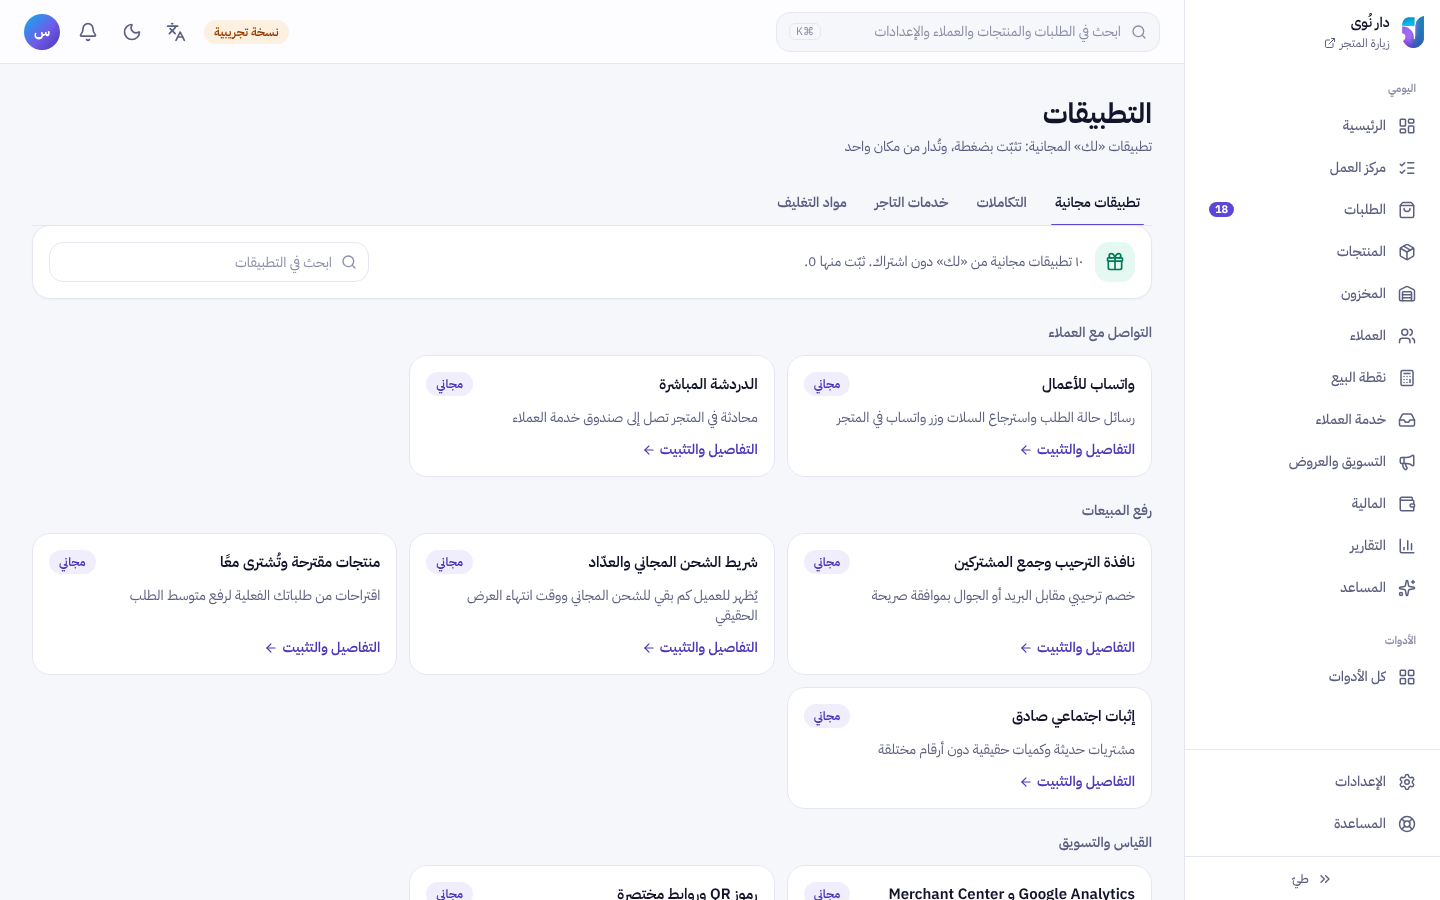 دار نُوى
زيارة المتجر
ابحث في الطلبات والمنتجات والعملاء والإعدادات
K⌘
نسخة تجريبية
س
اليومي
الرئيسية
مركز العمل
الطلبات
18
المنتجات
المخزون
العملاء
نقطة البيع
خدمة العملاء
التسويق والعروض
المالية
التقارير
المساعد
الأدوات
كل الأدوات
الإعدادات
المساعدة
طيّ
التطبيقات
تطبيقات «لك» المجانية: تثبّت بضغطة، وتُدار من مكان واحد
تطبيقات مجانية
التكاملات
خدمات التاجر
مواد التغليف
١٠ تطبيقات مجانية من «لك» دون اشتراك. ثبّت منها 0.
ابحث في التطبيقات
التواصل مع العملاء
واتساب للأعمال
مجاني
رسائل حالة الطلب واسترجاع السلات وزر واتساب في المتجر
التفاصيل والتثبيت
الدردشة المباشرة
مجاني
محادثة في المتجر تصل إلى صندوق خدمة العملاء
التفاصيل والتثبيت
رفع المبيعات
نافذة الترحيب وجمع المشتركين
مجاني
خصم ترحيبي مقابل البريد أو الجوال بموافقة صريحة
التفاصيل والتثبيت
شريط الشحن المجاني والعدّاد
مجاني
يُظهر للعميل كم بقي للشحن المجاني ووقت انتهاء العرض
الحقيقي
التفاصيل والتثبيت
منتجات مقترحة وتُشترى معًا
مجاني
اقتراحات من طلباتك الفعلية لرفع متوسط الطلب
التفاصيل والتثبيت
إثبات اجتماعي صادق
مجاني
مشتريات حديثة وكميات حقيقية دون أرقام مختلقة
التفاصيل والتثبيت
القياس والتسويق
Google Analytics و Merchant Center
مجاني
رموز QR وروابط مختصرة
مجاني